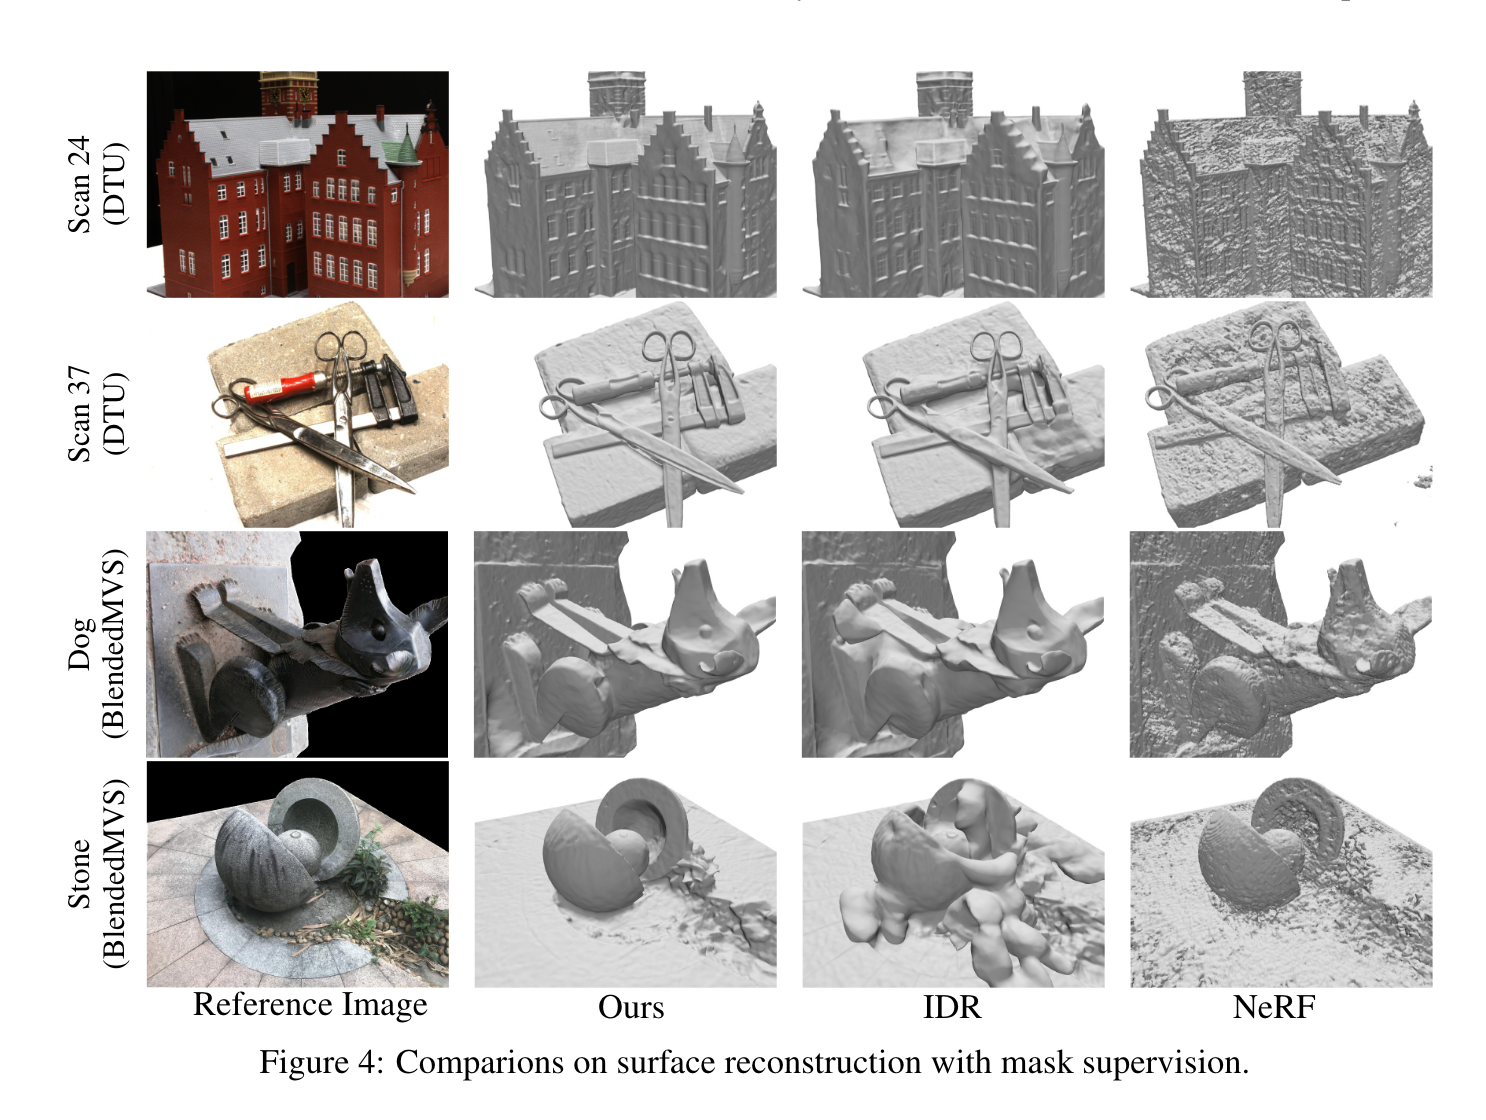 Scan 24
(DTU)
Scan 37
(DTU)
Dog
(BlendedMVS)
Stone
(BlendedMVS)
Reference Image
Ours
IDR
NeRF
Figure 4: Comparions on surface reconstruction with mask supervision.